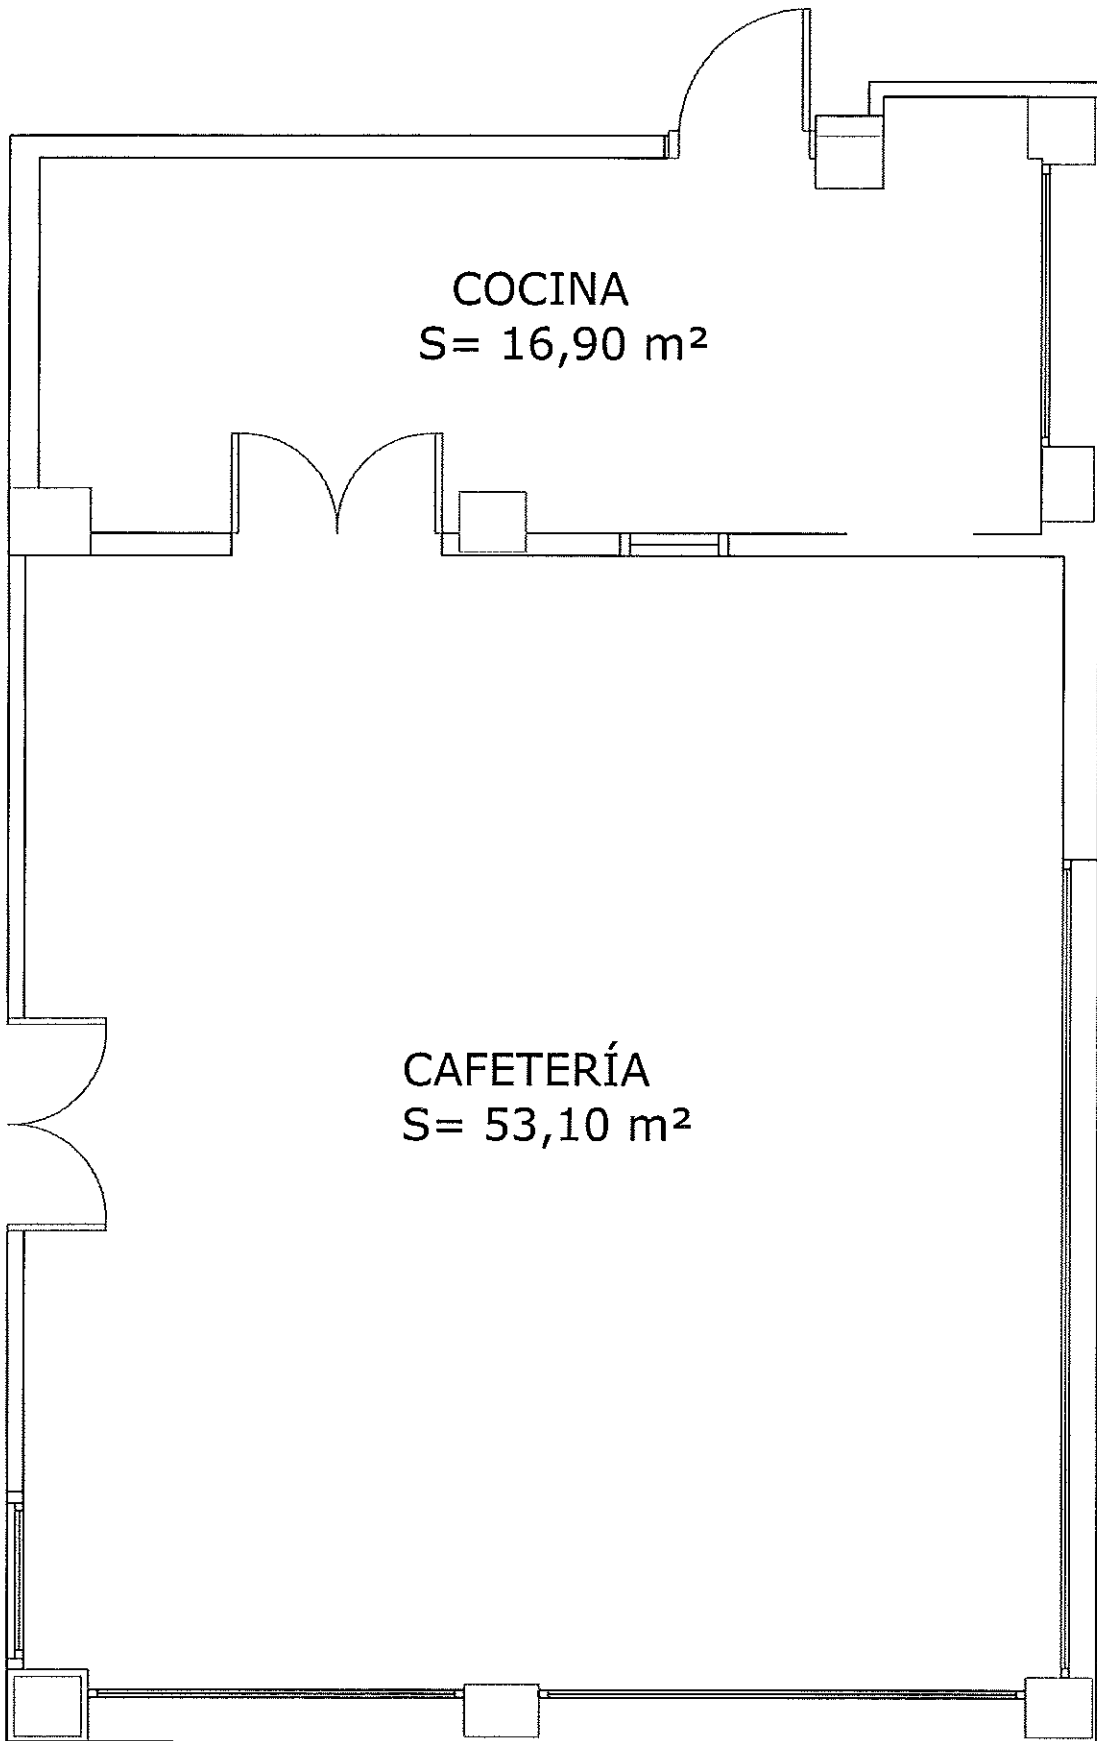 COCINA
S= 16,90 m²
CAFETERÍA
S= 53,10 m²